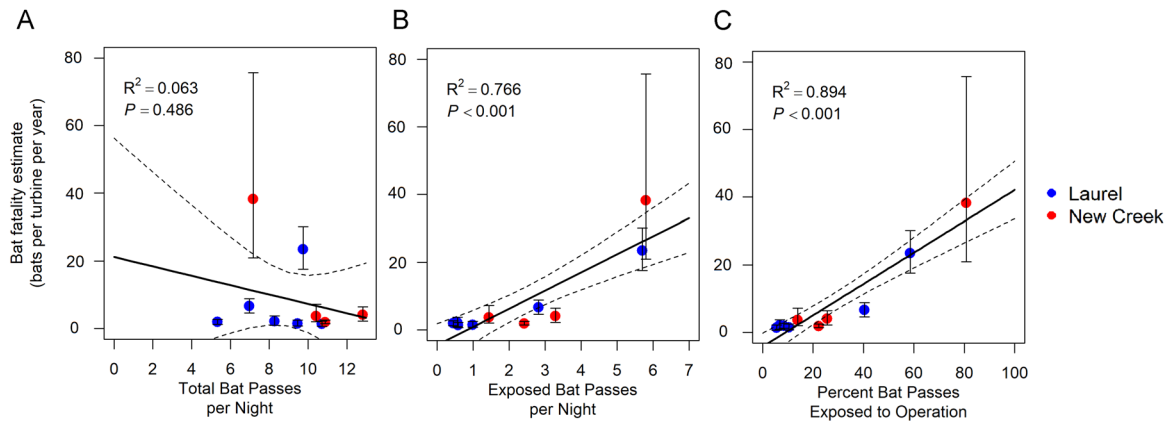 A
B
C
Bat fatality estimate
(bats per turbine per year)
80
60
40
20
0
R² = 0.063
P = 0.486
0 2 4 6 8 10 12
Total Bat Passes
per Night
80
60
40
20
0
R² = 0.766
P < 0.001
0 1 2 3 4 5 6 7
Exposed Bat Passes
per Night
80
60
40
20
0
R² = 0.894
P < 0.001
0 20 40 60 80 100
Percent Bat Passes
Exposed to Operation
Laurel
New Creek